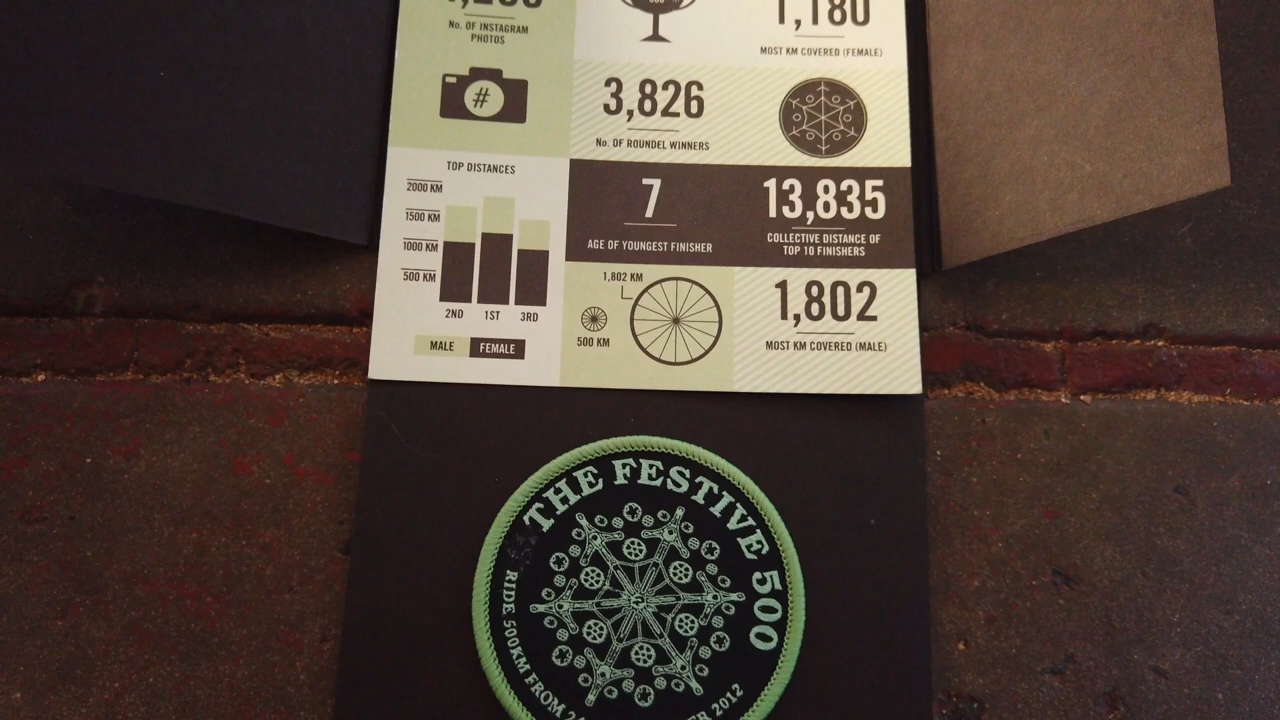 1,180
No. OF INSTAGRAM
PHOTOS
MOST KM COVERED (FEMALE)
#
3,826
No. OF ROUNDEL WINNERS
TOP DISTANCES
2000 KM
1500 KM
1000 KM
500 KM
2ND 1ST 3RD
MALE FEMALE
7
AGE OF YOUNGEST FINISHER
13,835
COLLECTIVE DISTANCE OF
TOP 10 FINISHERS
1,802 KM
500 KM
1,802
MOST KM COVERED (MALE)
THE FESTIVE 500
RIDE 500KM FROM 2012